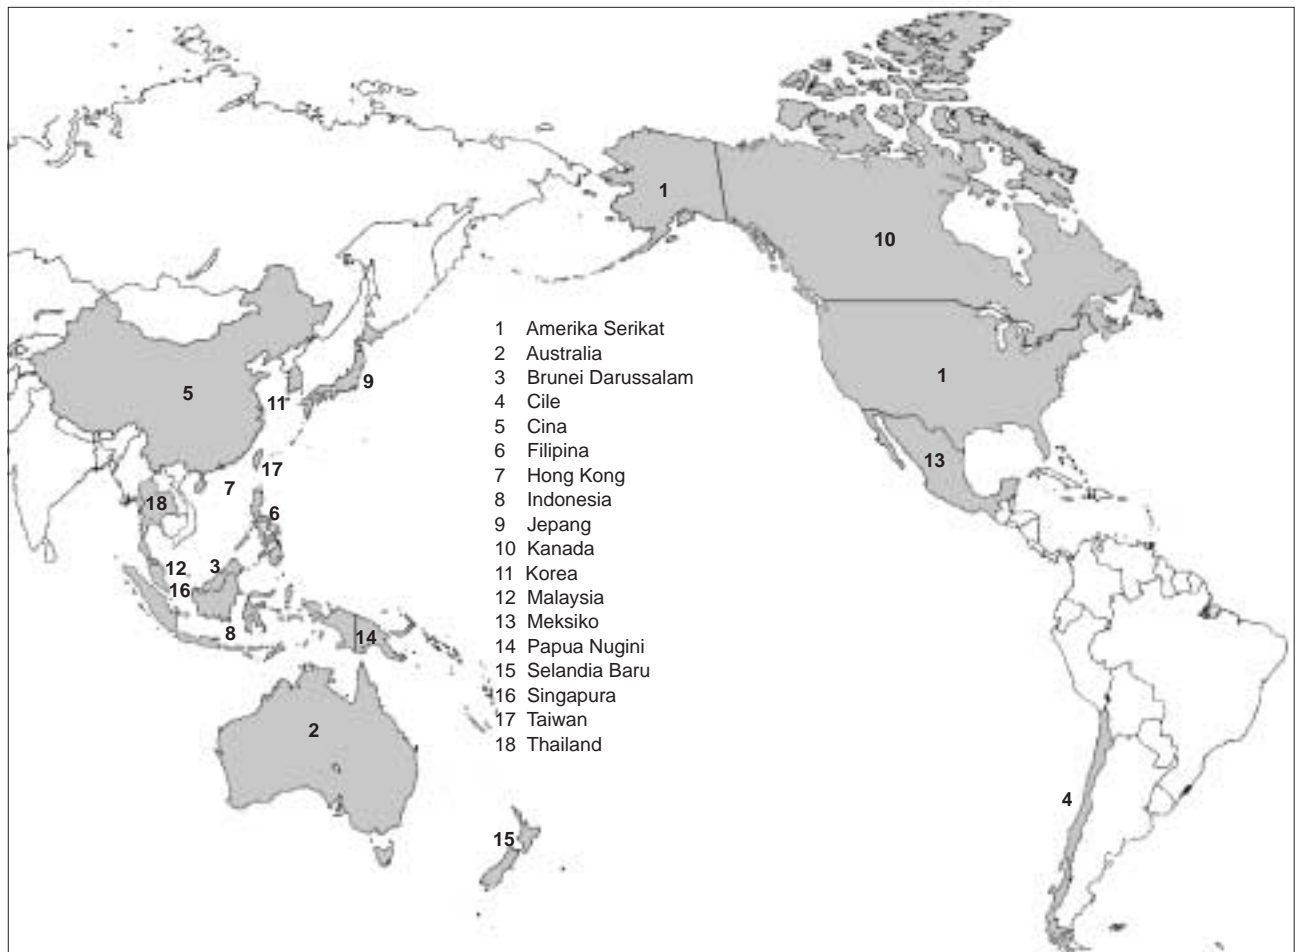 1
10
1 Amerika Serikat
2 Australia
3 Brunei Darussalam
4 Cile
5 Cina
6 Filipina
7 Hong Kong
8 Indonesia
9 Jepang
10 Kanada
11 Korea
12 Malaysia
13 Meksiko
14 Papua Nugini
15 Selandia Baru
16 Singapura
17 Taiwan
18 Thailand
9
1
5
11
13
17
7
18
6
12
3
16
8
14
2
4
15